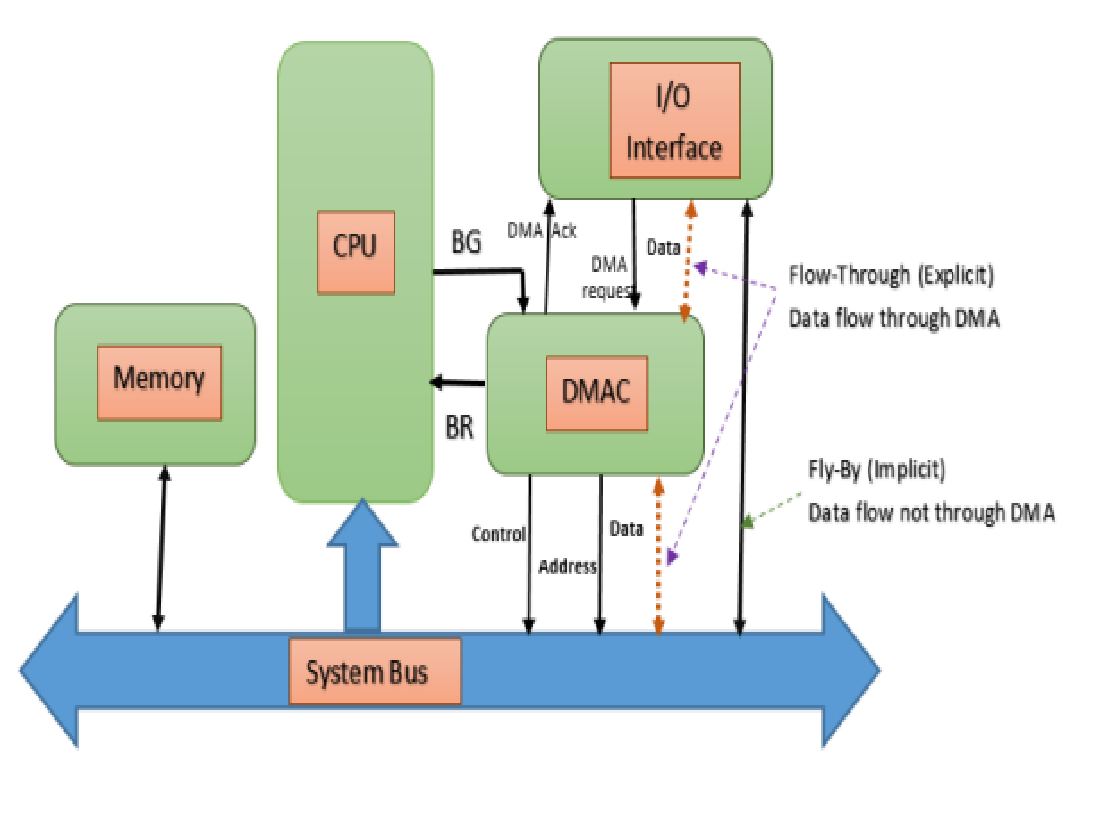 I/O
Interface
CPU
BG
DMA Ack
DMA
request
Data
Flow-Through (Explicit)
Data flow through DMA
Memory
DMAC
BR
Fly-By (Implicit)
Data flow not through DMA
Control
Address
Data
System Bus